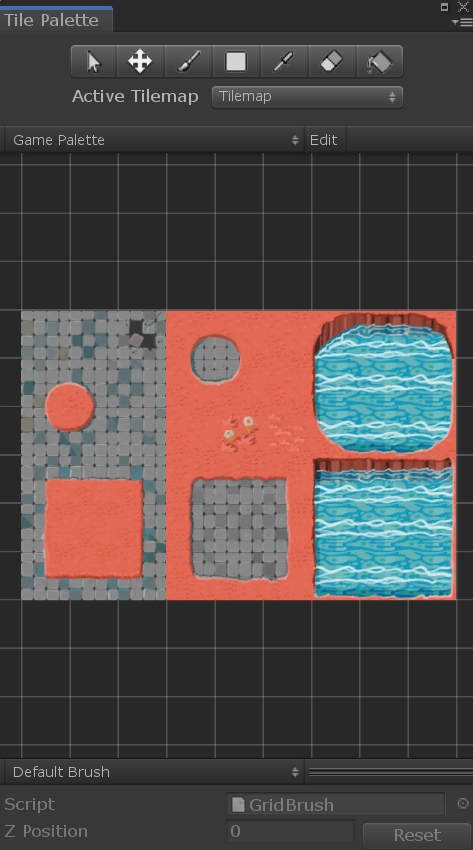 Tile Palette
Active Tilemap Tilemap
Game Palette Edit
Default Brush
Script GridBrush
Z Position 0
Reset